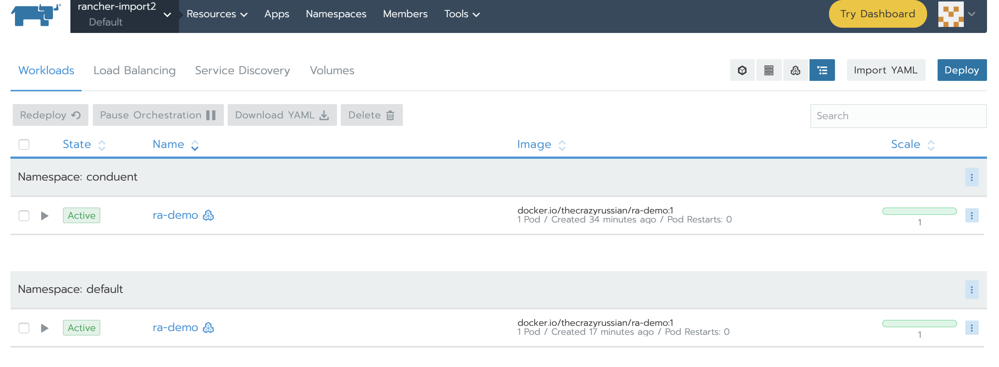 rancher-import2
Default
Resources Apps Namespaces Members Tools
Try Dashboard
Workloads Load Balancing Service Discovery Volumes
Import YAML Deploy
Redeploy Pause Orchestration Download YAML Delete
Search
State Name Image Scale
Namespace: conduent
Active ra-demo docker.io/thecrazyrussian/ra-demo:1
1 Pod / Created 34 minutes ago / Pod Restarts: 0
1
Namespace: default
Active ra-demo docker.io/thecrazyrussian/ra-demo:1
1 Pod / Created 17 minutes ago / Pod Restarts: 0
1